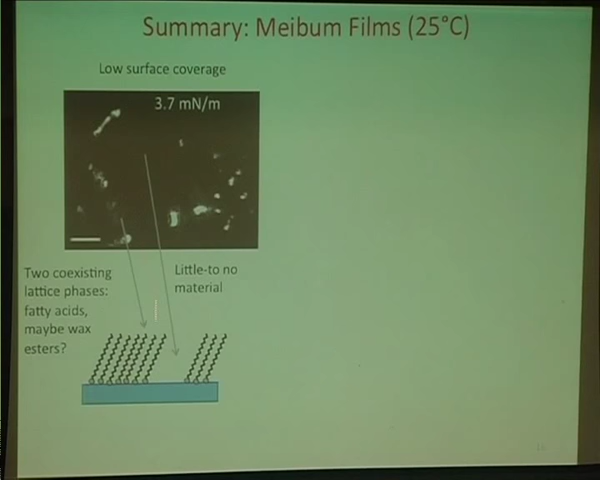 Summary: Meibum Films (25°C)
Low surface coverage
3.7 mN/m
Two coexisting
lattice phases:
fatty acids,
maybe wax
esters?
Little-to no
material